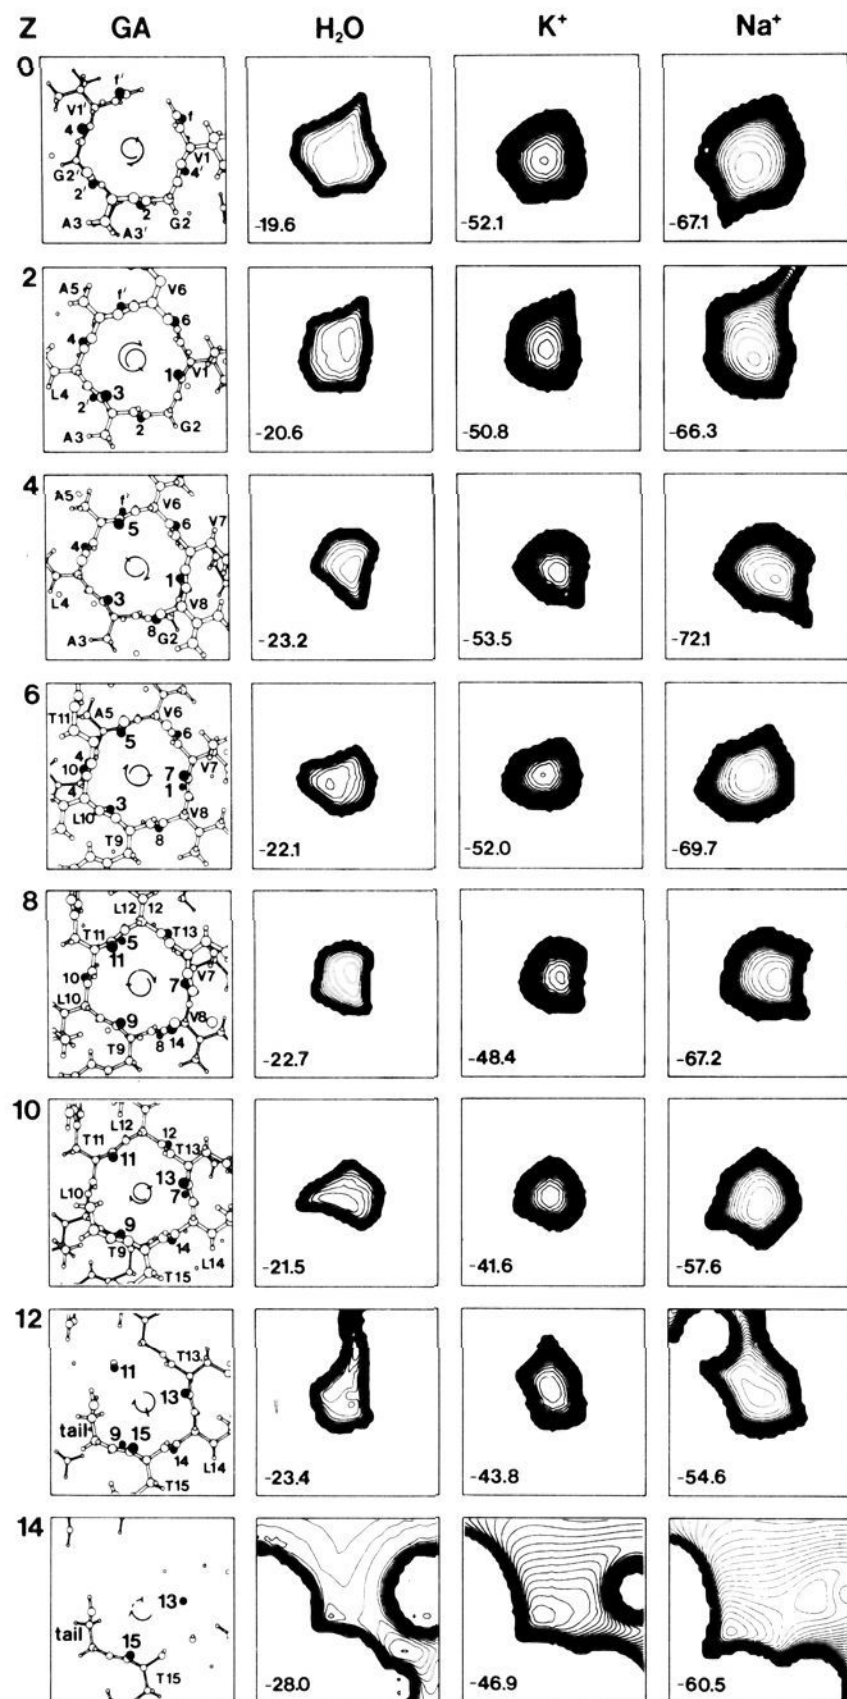 Z GA H₂O K⁺ Na⁺
0
f' V1' 4 f V1 4' G2' 2' 2 A3 A3' G2
-19.6 -52.1 -67.1
2
A5 f' V6 4 6 1 V1 L4 2' 3 A3 2 G2
-20.6 -50.8 -66.3
4
A5 f' V6 5 6 V7 4 1 L4 3 V8 A3 8 G2
-23.2 -53.5 -72.1
6
T11 A5 V6 5 6 4 10 7 V7 4 1 L10 3 V8 T9 8
-22.1 -52.0 -69.7
8
L12 12 T11 5 T13 11 10 7 V7 L10 9 V8 T9 8 14
-22.7 -48.4 -67.2
10
L12 12 T11 T13 11 13 L10 7 9 T9 14 L14 T15
-21.5 -41.6 -57.6
12
T13 11 13 tail 9 15 14 L14 T15
-23.4 -43.8 -54.6
14
13 tail 15 T15
-28.0 -46.9 -60.5